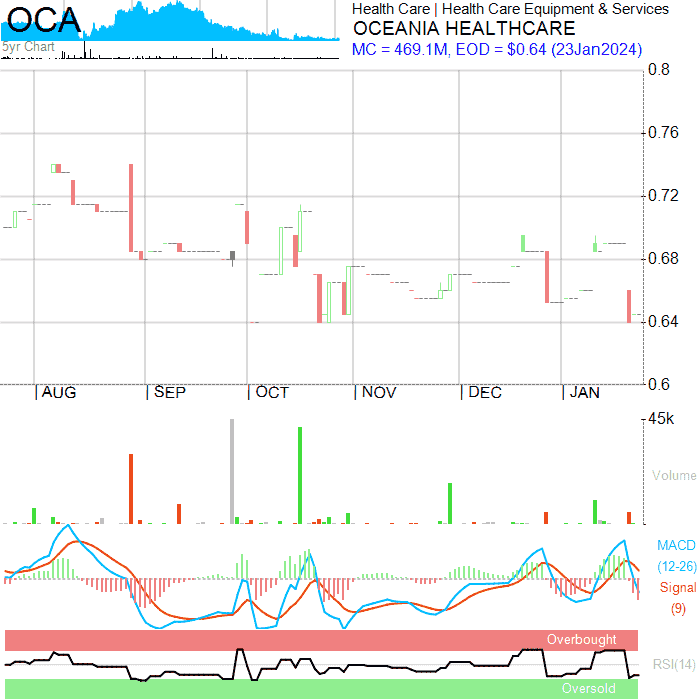 OCA
5yr Chart
Health Care | Health Care Equipment & Services
OCEANIA HEALTHCARE
MC = 469.1M, EOD = $0.64 (23Jan2024)
0.8
0.76
0.72
0.68
0.64
0.6
|AUG |SEP |OCT |NOV |DEC |JAN
45k
Volume
MACD
(12-26)
Signal
(9)
Overbought
RSI(14)
Oversold